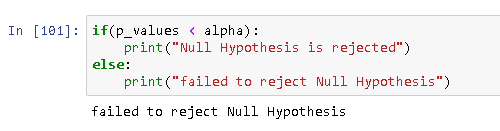 In [101]: if(p_values < alpha):
    print("Null Hypothesis is rejected")
else:
    print("failed to reject Null Hypothesis")
failed to reject Null Hypothesis